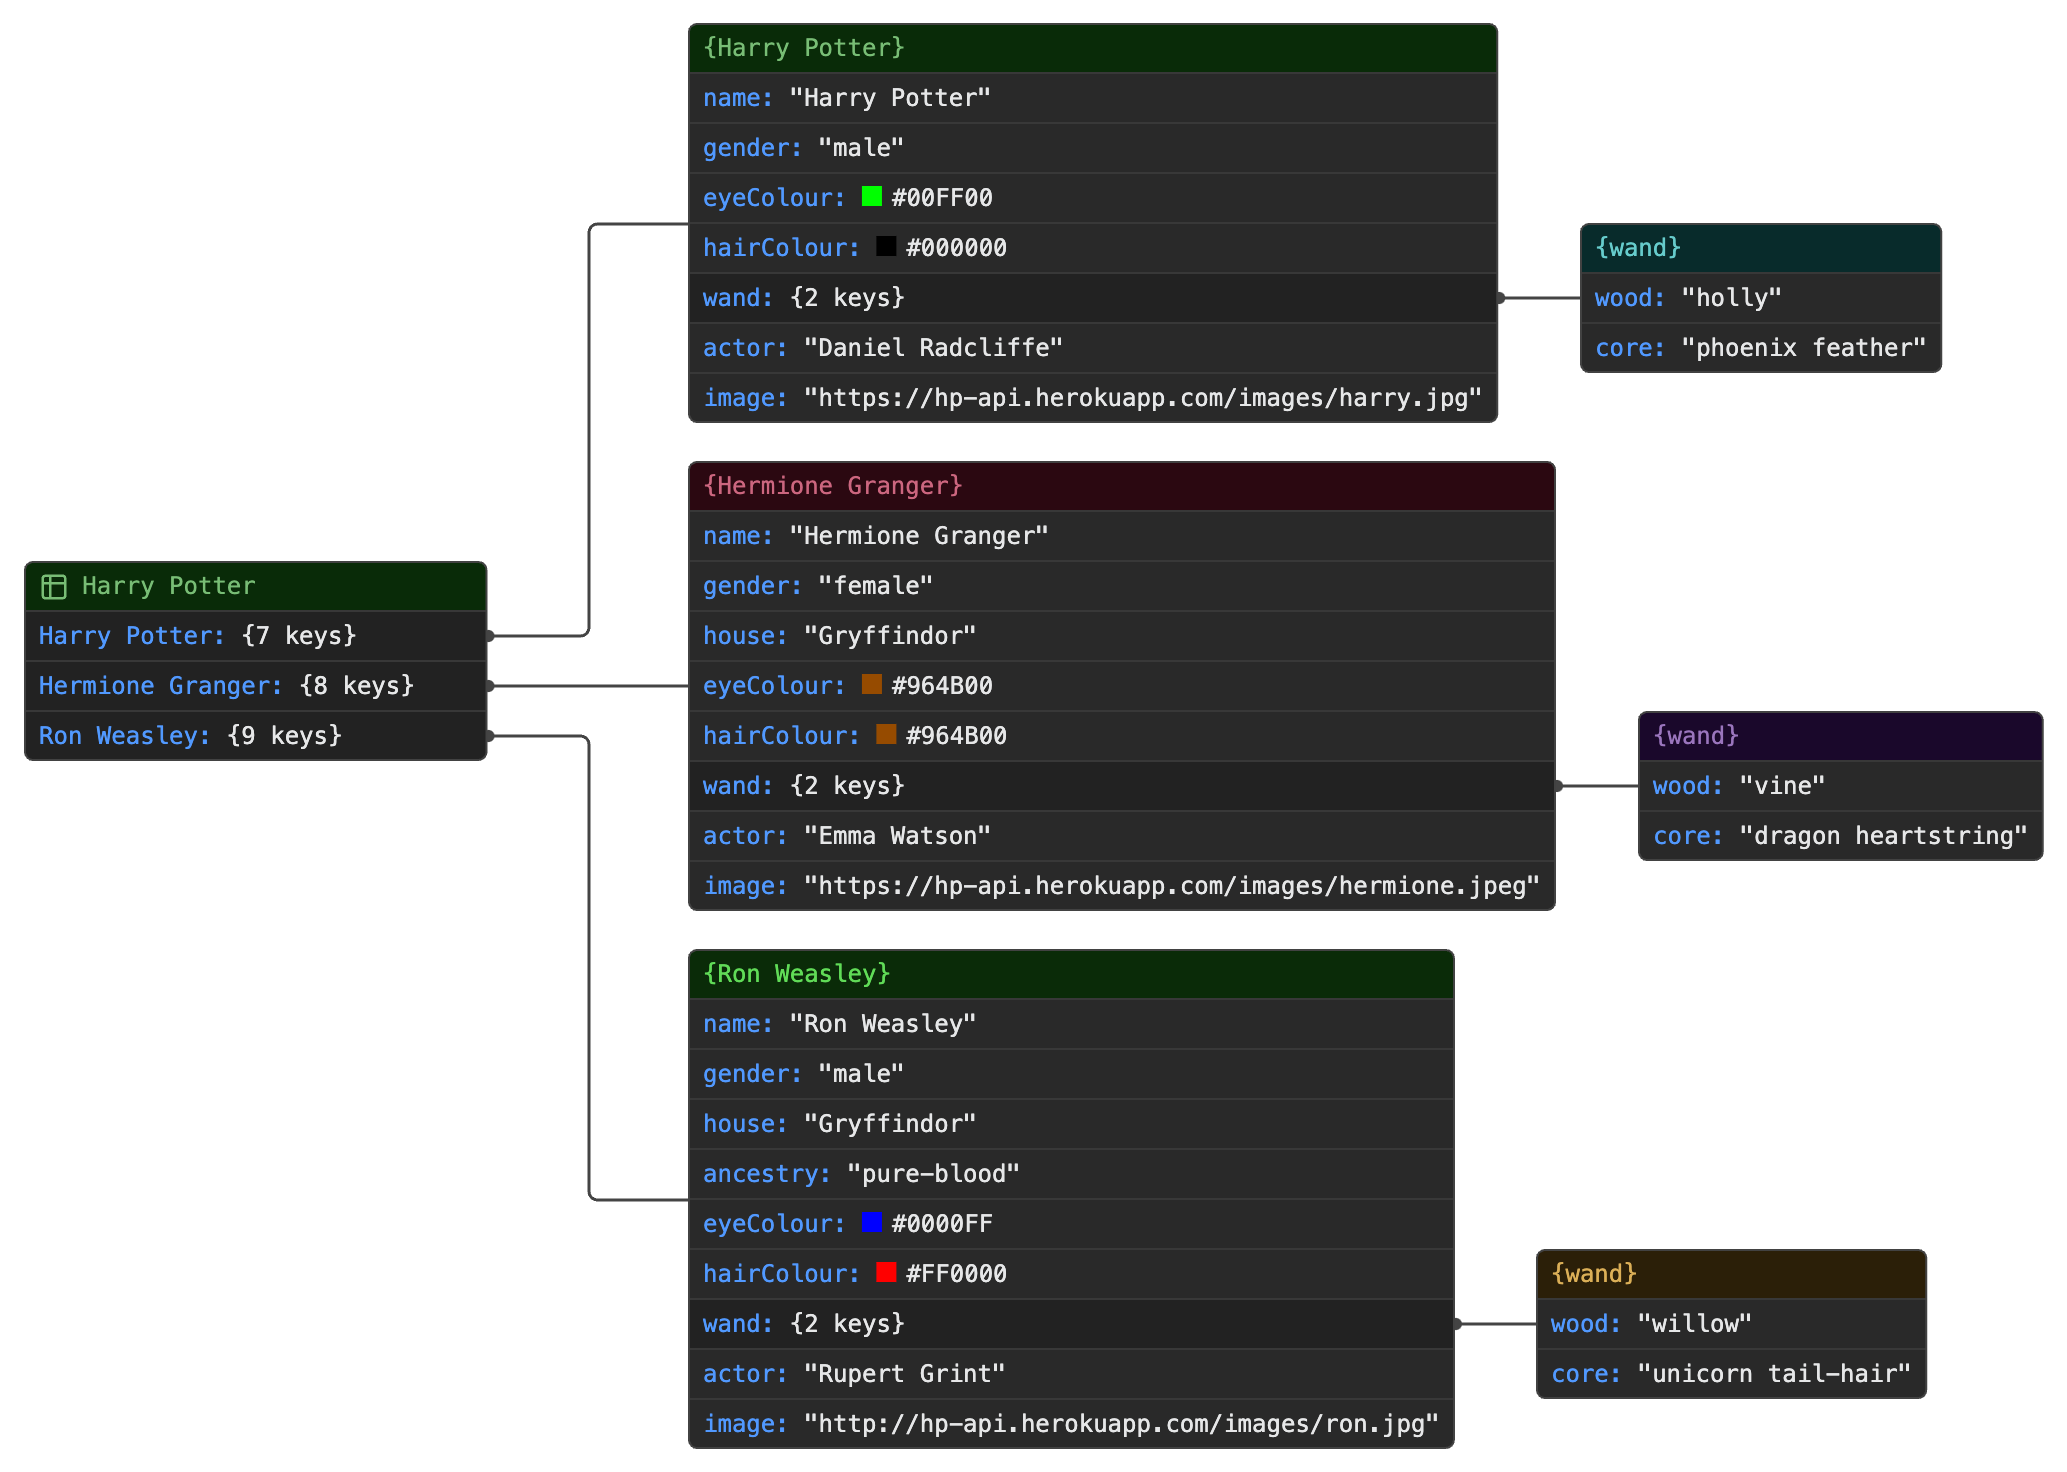 Harry Potter
Harry Potter: {7 keys}
Hermione Granger: {8 keys}
Ron Weasley: {9 keys}
{Harry Potter}
name: "Harry Potter"
gender: "male"
eyeColour: #00FF00
hairColour: #000000
wand: {2 keys}
actor: "Daniel Radcliffe"
image: "https://hp-api.herokuapp.com/images/harry.jpg"
{wand}
wood: "holly"
core: "phoenix feather"
{Hermione Granger}
name: "Hermione Granger"
gender: "female"
house: "Gryffindor"
eyeColour: #964B00
hairColour: #964B00
wand: {2 keys}
actor: "Emma Watson"
image: "https://hp-api.herokuapp.com/images/hermione.jpeg"
{wand}
wood: "vine"
core: "dragon heartstring"
{Ron Weasley}
name: "Ron Weasley"
gender: "male"
house: "Gryffindor"
ancestry: "pure-blood"
eyeColour: #0000FF
hairColour: #FF0000
wand: {2 keys}
actor: "Rupert Grint"
image: "http://hp-api.herokuapp.com/images/ron.jpg"
{wand}
wood: "willow"
core: "unicorn tail-hair"